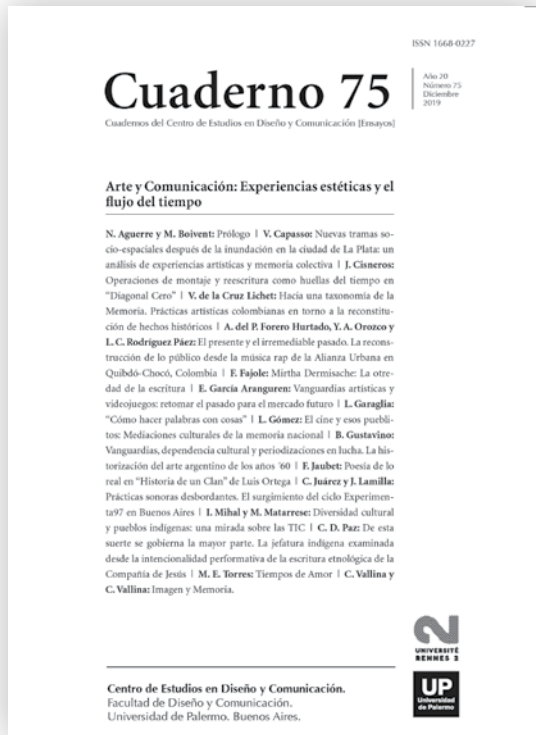 ISSN 1668-0227
Cuaderno 75
Año 20
Número 75
Diciembre
2019
Cuadernos del Centro de Estudios en Diseño y Comunicación [Ensayos]
Arte y Comunicación: Experiencias estéticas y el
flujo del tiempo
N. Aguerre y M. Boivent: Prólogo | V. Capasso: Nuevas tramas so-
cio-espaciales después de la inundación en la ciudad de La Plata: un
análisis de experiencias artísticas y memoria colectiva | J. Cisneros:
Operaciones de montaje y reescritura como huellas del tiempo en
"Diagonal Cero" | V. de la Cruz Lichet: Hacia una taxonomía de la
Memoria. Prácticas artísticas colombianas en torno a la reconstitu-
ción de hechos históricos | A. del P. Forero Hurtado, Y. A. Orozco y
L. C. Rodríguez Páez: El presente y el irremediable pasado. La recons-
trucción de lo público desde la música rap de la Alianza Urbana en
Quibdó-Chocó, Colombia | F. Fajole: Mirtha Dermisache: La otre-
dad de la escritura | E. García Aranguren: Vanguardias artísticas y
videojuegos: retomar el pasado para el mercado futuro | L. Garaglia:
"Cómo hacer palabras con cosas" | L. Gómez: El cine y esos puebli-
tos: Mediaciones culturales de la memoria nacional | B. Gustavino:
Vanguardias, dependencia cultural y periodizaciones en lucha. La his-
torización del arte argentino de los años '60 | F. Jaubet: Poesía de lo
real en "Historia de un Clan" de Luis Ortega | C. Juárez y J. Lamilla:
Prácticas sonoras desbordantes. El surgimiento del ciclo Experimen-
ta97 en Buenos Aires | I. Mihal y M. Matarrese: Diversidad cultural
y pueblos indígenas: una mirada sobre las TIC | C. D. Paz: De esta
suerte se gobierna la mayor parte. La jefatura indígena examinada
desde la intencionalidad performativa de la escritura etnológica de la
Compañía de Jesús | M. E. Torres: Tiempos de Amor | C. Vallina y
C. Vallina: Imagen y Memoria.
UNIVERSITÉ
RENNES 2
UP
Universidad
de Palermo
Centro de Estudios en Diseño y Comunicación.
Facultad de Diseño y Comunicación.
Universidad de Palermo. Buenos Aires.